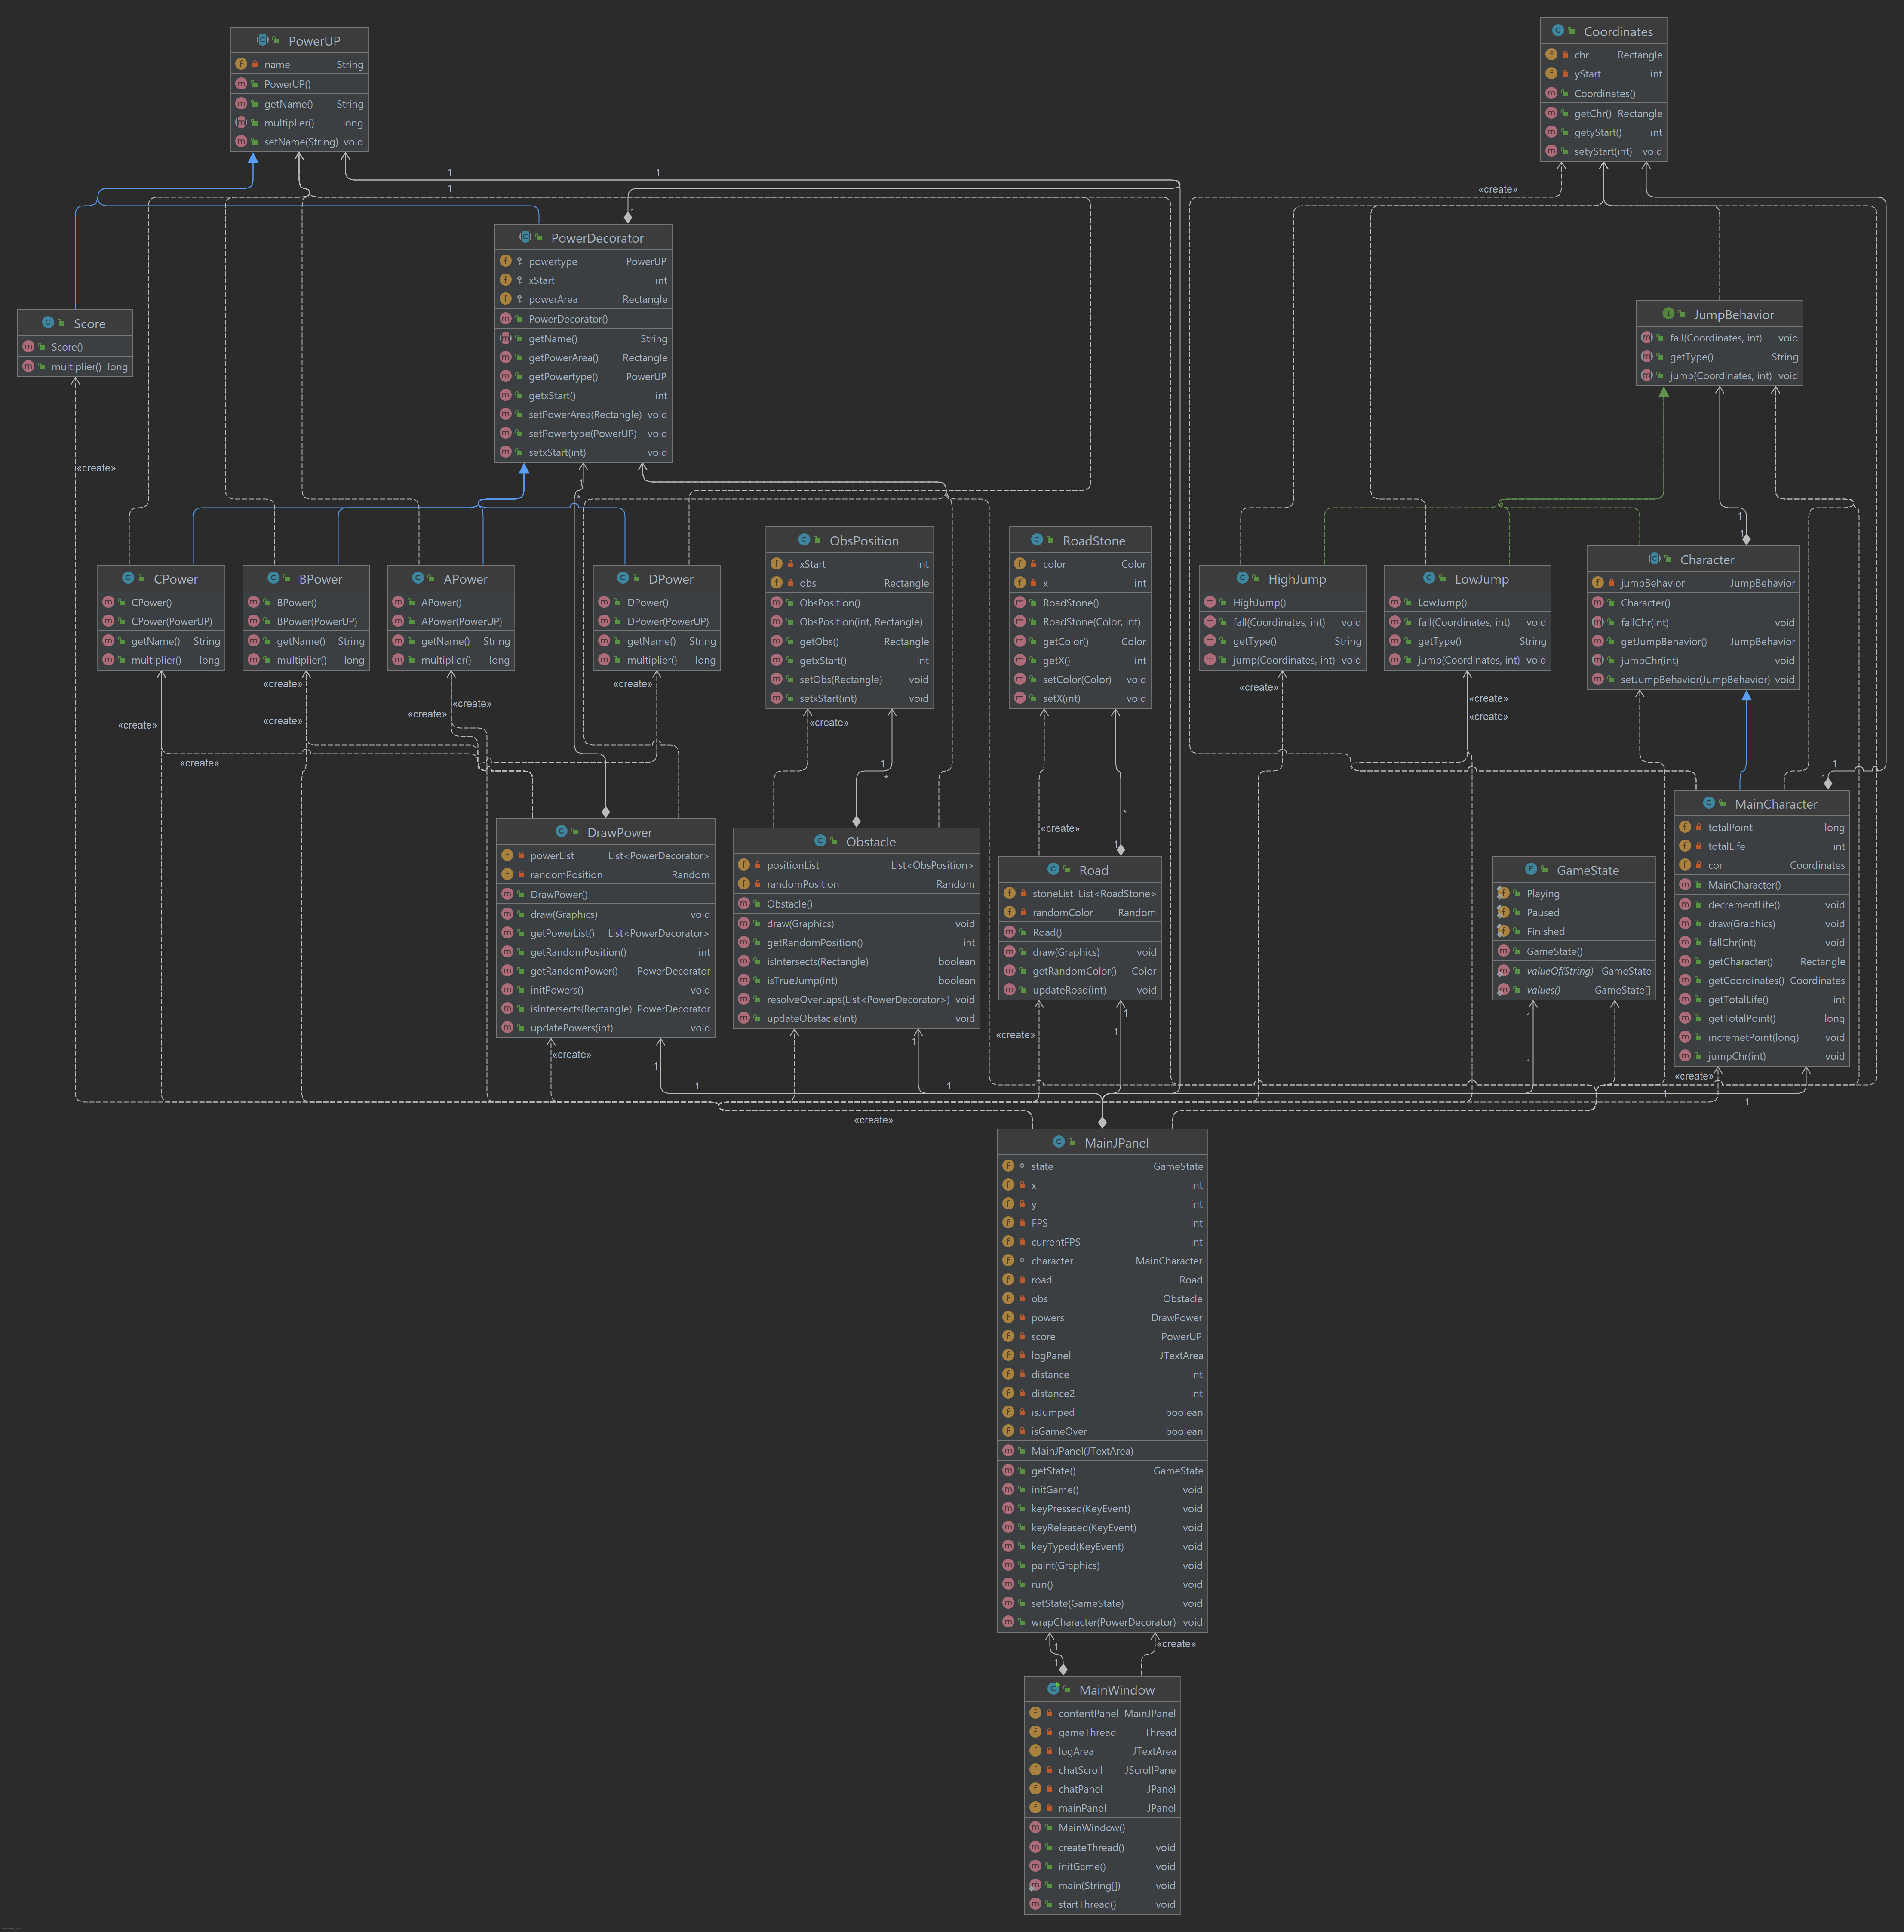 PowerUP
name String
PowerUP()
getName() String
multiplier() long
setName(String) void
Coordinates
chr Rectangle
yStart int
Coordinates()
getChr() Rectangle
getyStart() int
setyStart(int) void
1
1
1
«create»
1
PowerDecorator
powertype PowerUP
xStart int
powerArea Rectangle
PowerDecorator()
getName() String
getPowerArea() Rectangle
getPowertype() PowerUP
getxStart() int
setPowerArea(Rectangle) void
setPowertype(PowerUP) void
setxStart(int) void
Score
Score()
multiplier() long
JumpBehavior
fall(Coordinates, int) void
getType() String
jump(Coordinates, int) void
«create»
1
*
1
1
CPower
CPower()
CPower(PowerUP)
getName() String
multiplier() long
BPower
BPower()
BPower(PowerUP)
getName() String
multiplier() long
APower
APower()
APower(PowerUP)
getName() String
multiplier() long
DPower
DPower()
DPower(PowerUP)
getName() String
multiplier() long
ObsPosition
xStart int
obs Rectangle
ObsPosition()
ObsPosition(int, Rectangle)
getObs() Rectangle
getxStart() int
setObs(Rectangle) void
setxStart(int) void
RoadStone
color Color
x int
RoadStone()
RoadStone(Color, int)
getColor() Color
getX() int
setColor(Color) void
setX(int) void
HighJump
HighJump()
fall(Coordinates, int) void
getType() String
jump(Coordinates, int) void
LowJump
LowJump()
fall(Coordinates, int) void
getType() String
jump(Coordinates, int) void
Character
jumpBehavior JumpBehavior
Character()
fallChr(int) void
getJumpBehavior() JumpBehavior
jumpChr(int) void
setJumpBehavior(JumpBehavior) void
«create»
«create»
«create»
«create»
«create»
«create»
«create»
«create»
«create»
«create»
«create»
1
*
1
1
*
«create»
1
DrawPower
powerList List<PowerDecorator>
randomPosition Random
DrawPower()
draw(Graphics) void
getPowerList() List<PowerDecorator>
getRandomPosition() int
getRandomPower() PowerDecorator
initPowers() void
isIntersects(Rectangle) PowerDecorator
updatePowers(int) void
Obstacle
positionList List<ObsPosition>
randomPosition Random
Obstacle()
draw(Graphics) void
getRandomPosition() int
isIntersects(Rectangle) boolean
isTrueJump(int) boolean
resolveOverLaps(List<PowerDecorator>) void
updateObstacle(int) void
Road
stoneList List<RoadStone>
randomColor Random
Road()
draw(Graphics) void
getRandomColor() Color
updateRoad(int) void
GameState
Playing
Paused
Finished
GameState()
valueOf(String) GameState
values() GameState[]
MainCharacter
totalPoint long
totalLife int
cor Coordinates
MainCharacter()
decrementLife() void
draw(Graphics) void
fallChr(int) void
getCharacter() Rectangle
getCoordinates() Coordinates
getTotalLife() int
getTotalPoint() long
incremetPoint(long) void
jumpChr(int) void
«create»
«create»
«create»
1
1
1
1
1
1
1
1
1
1
«create»
MainJPanel
state GameState
x int
y int
FPS int
currentFPS int
character MainCharacter
road Road
obs Obstacle
powers DrawPower
score PowerUP
logPanel JTextArea
distance int
distance2 int
isJumped boolean
isGameOver boolean
MainJPanel(JTextArea)
getState() GameState
initGame() void
keyPressed(KeyEvent) void
keyReleased(KeyEvent) void
keyTyped(KeyEvent) void
paint(Graphics) void
run() void
setState(GameState) void
wrapCharacter(PowerDecorator) void
1
«create»
1
MainWindow
contentPanel MainJPanel
gameThread Thread
logArea JTextArea
chatScroll JScrollPane
chatPanel JPanel
mainPanel JPanel
MainWindow()
createThread() void
initGame() void
main(String[]) void
startThread() void